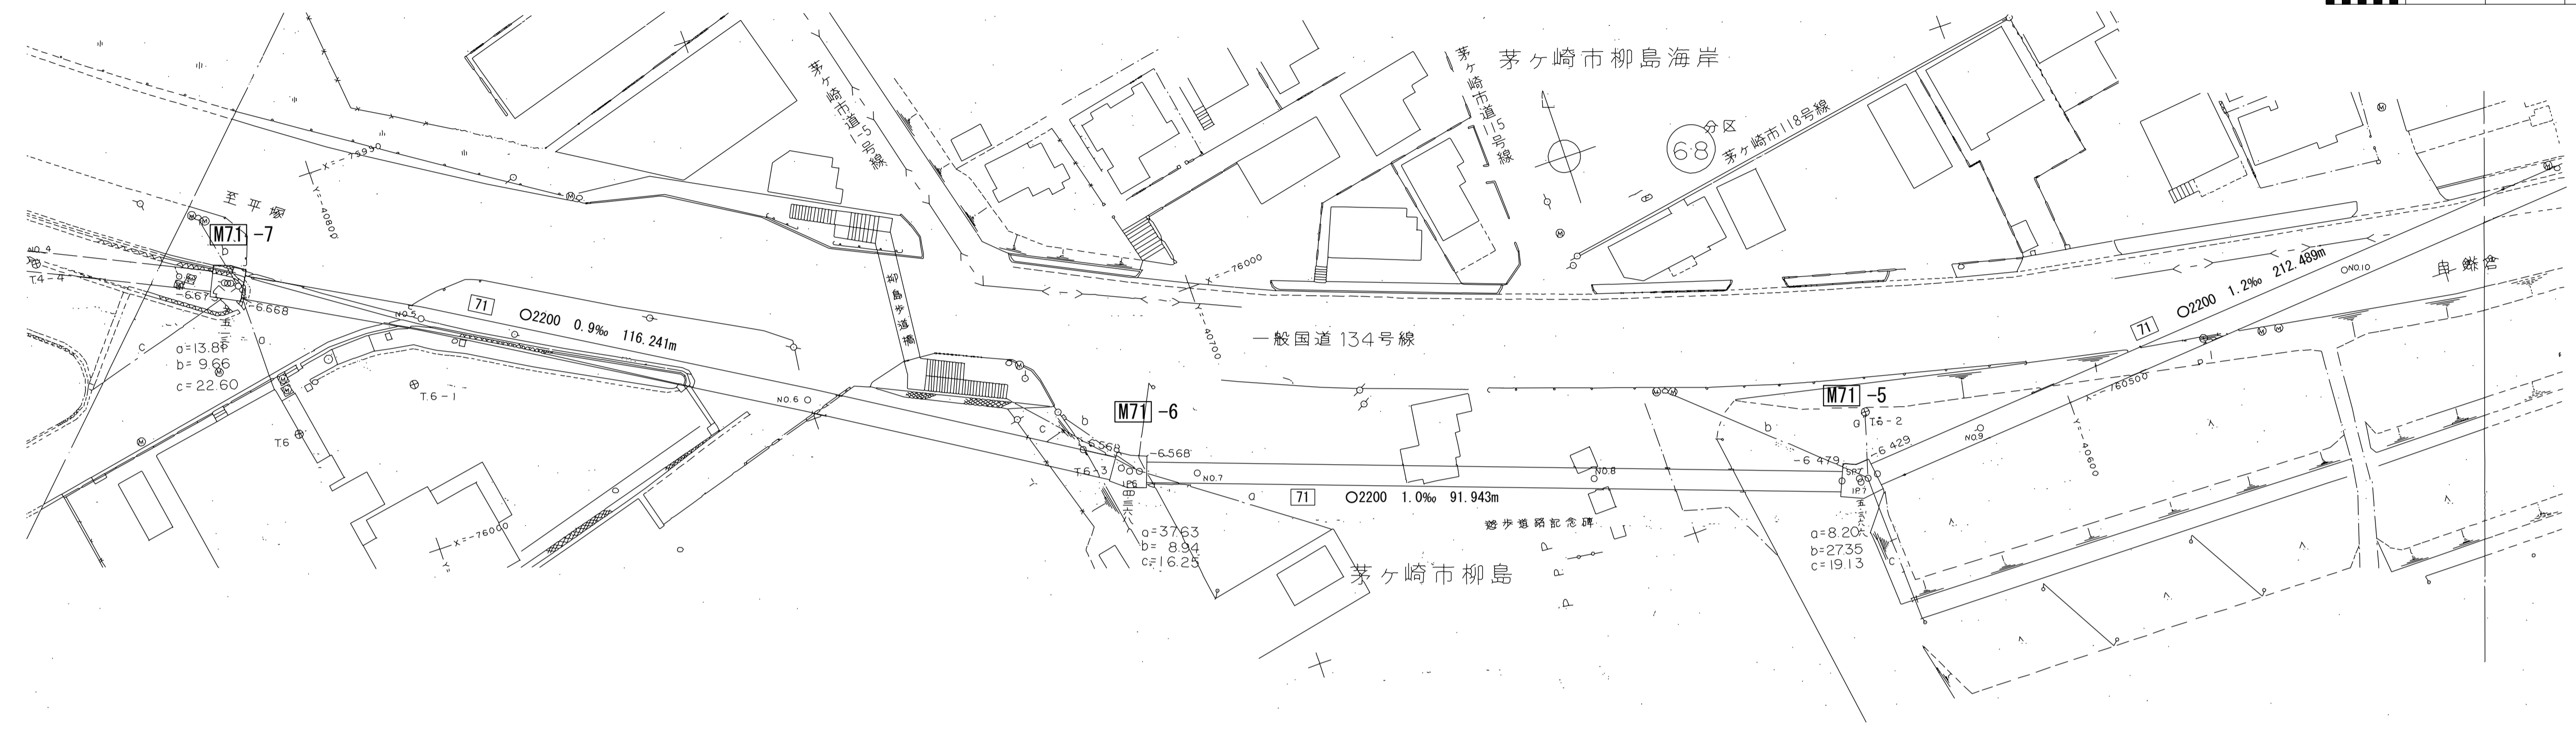 茅ヶ崎市柳島海岸
茅ヶ崎市道1-5号線
茅ヶ崎市道115号線
68
分区
茅ヶ崎市118号線
X=-75990
Y=-40800
至平塚
M71 -7
NO.4
T.4-4
-6.668
a=13.81
b=9.66
c=22.60
a
c
NO.5
71 ○2200 0.9‰ 116.241m
T.6-1
T.6
X=-76000
柳島歩道橋
NO.6
X=-76000
Y=-40700
一般国道134号線
M71 -6
b
c
-6.568
-6.568
T.6-3
IP.6
NO.7
a
a=37.63
b=8.94
c=16.25
71 ○2200 1.0‰ 91.943m
NO.8
遊歩道路記念碑
茅ヶ崎市柳島
P
P
P
M71 -5
T.6-2
a
b
c
-6.479
-6.429
IP.7
NO.9
a=8.20
b=27.35
c=19.13
Y=-40600
71 ○2200 1.2‰ 212.489m
NO.10